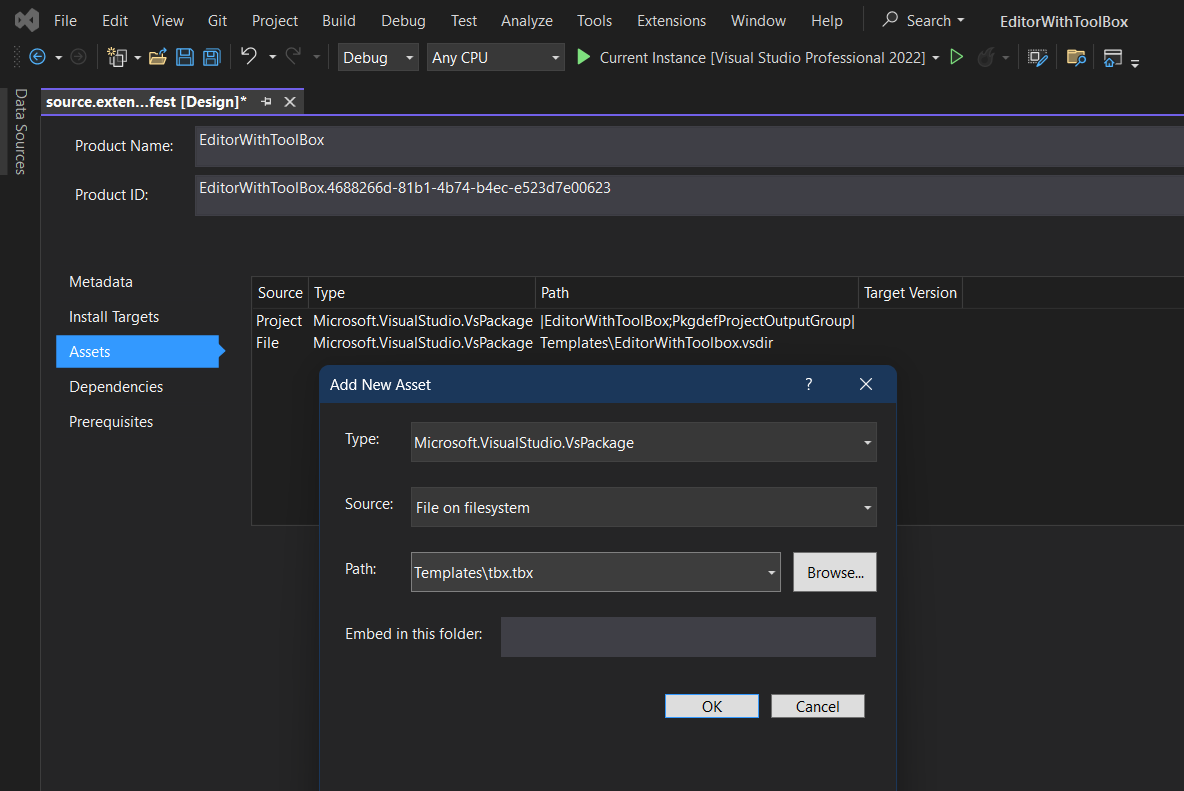 File Edit View Git Project Build Debug Test Analyze Tools Extensions Window Help Search EditorWithToolBox
Debug Any CPU Current Instance [Visual Studio Professional 2022]
Data Sources
source.exten...fest [Design]*
Product Name: EditorWithToolBox
Product ID: EditorWithToolBox.4688266d-81b1-4b74-b4ec-e523d7e00623
Metadata
Install Targets
Assets
Dependencies
Prerequisites
Source Type Path Target Version
Project Microsoft.VisualStudio.VsPackage |EditorWithToolBox;PkgdefProjectOutputGroup|
File Microsoft.VisualStudio.VsPackage Templates\EditorWithToolbox.vsdir
Add New Asset ?
Type: Microsoft.VisualStudio.VsPackage
Source: File on filesystem
Path: Templates\tbx.tbx Browse...
Embed in this folder:
OK Cancel